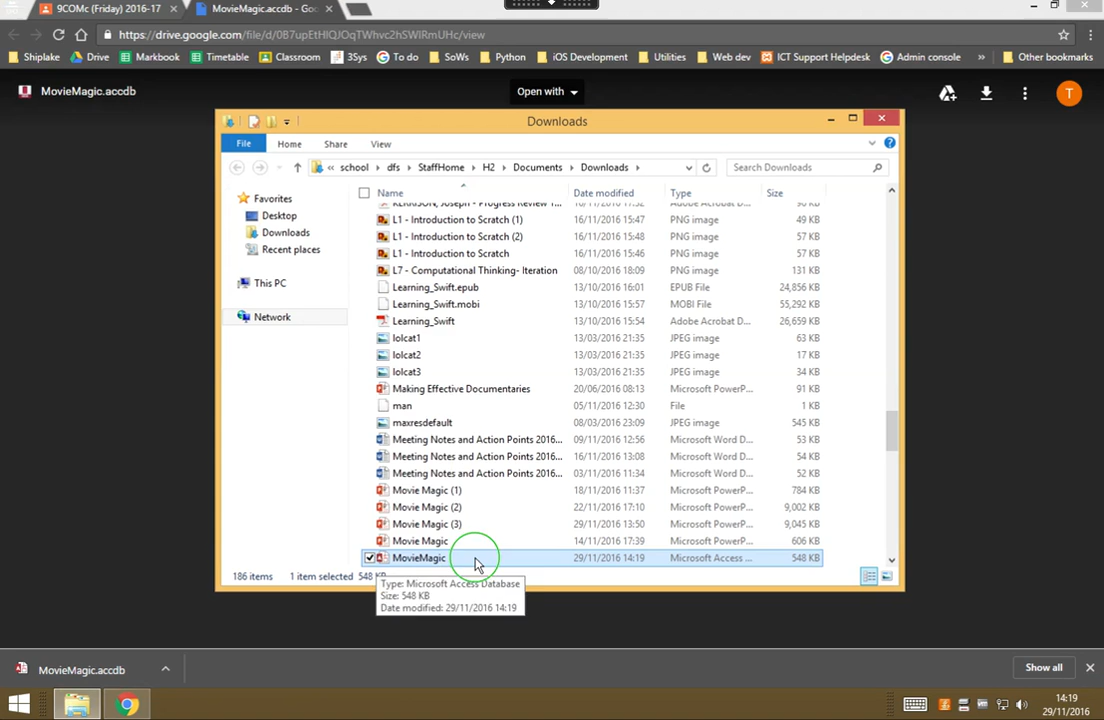 9COMc (Friday) 2016-17
MovieMagic.accdb - Goo
https://drive.google.com/file/d/0B7upEtHlQJOqTWhvc2hSWlRmUHc/view
Shiplake Drive Markbook Timetable Classroom 3Sys To do SoWs Python iOS Development Utilities Web dev ICT Support Helpdesk Admin console » Other bookmarks
MovieMagic.accdb
Open with
T
Downloads
File Home Share View
« school dfs StaffHome H2 Documents Downloads
Search Downloads
Favorites
Desktop
Downloads
Recent places
This PC
Network
Name Date modified Type Size
L1 - Introduction to Scratch (1) 16/11/2016 15:47 PNG image 49 KB
L1 - Introduction to Scratch (2) 16/11/2016 15:48 PNG image 57 KB
L1 - Introduction to Scratch 16/11/2016 15:46 PNG image 57 KB
L7 - Computational Thinking- Iteration 08/10/2016 18:09 PNG image 131 KB
Learning_Swift.epub 13/10/2016 16:01 EPUB File 24,856 KB
Learning_Swift.mobi 13/10/2016 15:57 MOBI File 55,292 KB
Learning_Swift 13/10/2016 15:54 Adobe Acrobat D... 26,659 KB
lolcat1 13/03/2016 21:35 JPEG image 63 KB
lolcat2 13/03/2016 21:35 JPEG image 17 KB
lolcat3 13/03/2016 21:35 JPEG image 34 KB
Making Effective Documentaries 20/06/2016 08:13 Microsoft PowerP... 91 KB
man 05/11/2016 12:30 File 1 KB
maxresdefault 08/03/2016 23:09 JPEG image 545 KB
Meeting Notes and Action Points 2016... 09/11/2016 12:56 Microsoft Word D... 53 KB
Meeting Notes and Action Points 2016... 16/11/2016 13:08 Microsoft Word D... 54 KB
Meeting Notes and Action Points 2016... 03/11/2016 11:34 Microsoft Word D... 53 KB
Movie Magic (1) 18/11/2016 11:37 Microsoft PowerP... 784 KB
Movie Magic (2) 22/11/2016 17:10 Microsoft PowerP... 9,002 KB
Movie Magic (3) 29/11/2016 13:50 Microsoft PowerP... 9,045 KB
Movie Magic 14/11/2016 17:39 Microsoft PowerP... 606 KB
MovieMagic 29/11/2016 14:19 Microsoft Access ... 548 KB
186 items 1 item selected 548 KB
Type: Microsoft Access Database
Size: 548 KB
Date modified: 29/11/2016 14:19
MovieMagic.accdb
Show all
14:19
29/11/2016